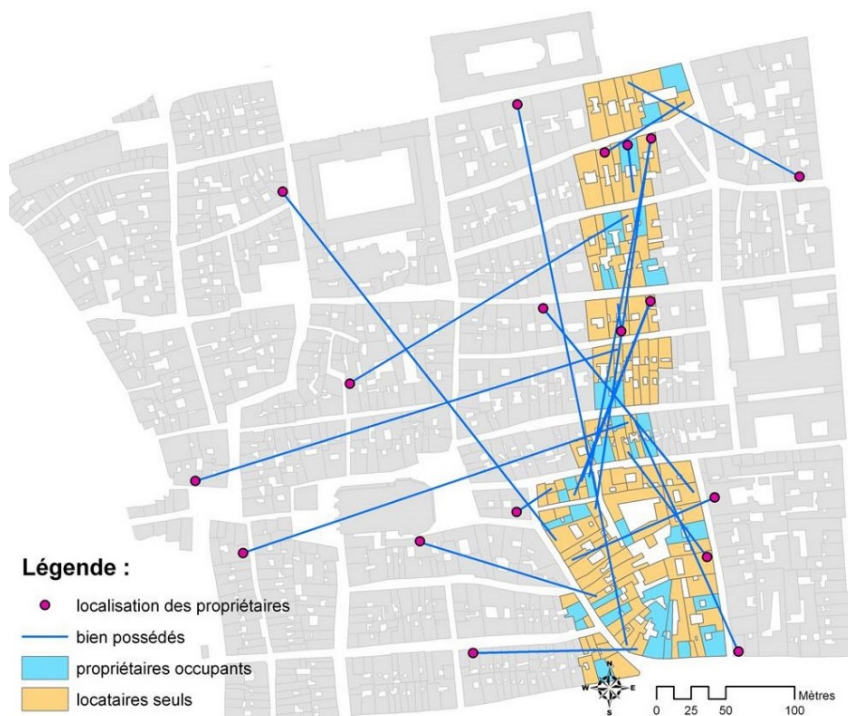 Légende :
localisation des propriétaires
bien possédés
propriétaires occupants
locataires seuls
N
W E
S
Mètres
0 25 50 100